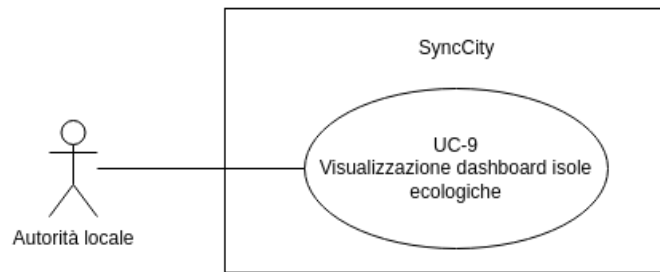 SyncCity
UC-9
Visualizzazione dashboard isole
ecologiche
Autorità locale